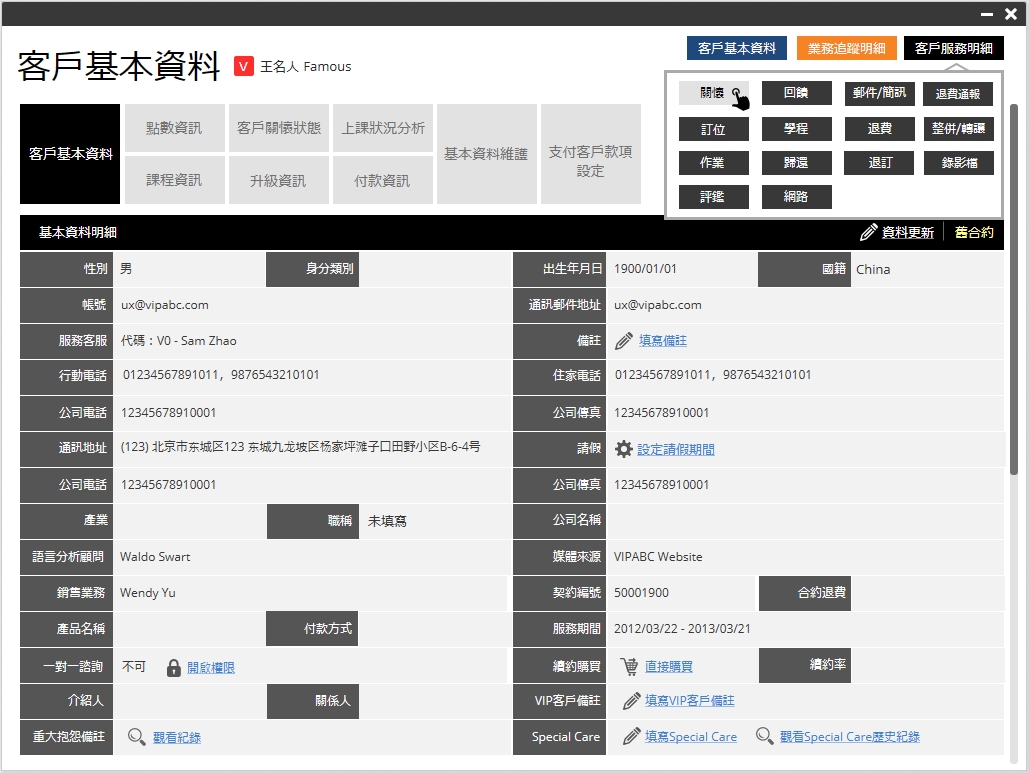 客戶基本資料 業務追蹤明細 客戶服務明細
客戶基本資料 V 王名人 Famous
關懷 回饋 郵件/簡訊 退費通報
訂位 學程 退費 整併/轉讓
作業 歸還 退訂 錄影檔
評鑑 網路
客戶基本資料
點數資訊 客戶關懷狀態 上課狀況分析
課程資訊 升級資訊 付款資訊
基本資料維護
支付客戶款項
設定
基本資料明細 資料更新 舊合約
性別 男 身分類別 出生年月日 1900/01/01 國籍 China
帳號 ux@vipabc.com 通訊郵件地址 ux@vipabc.com
服務客服 代碼：V0 - Sam Zhao 備註 填寫備註
行動電話 01234567891011，9876543210101 住家電話 01234567891011，9876543210101
公司電話 12345678910001 公司傳真 12345678910001
通訊地址 (123) 北京市东城区123 东城九龙坡区杨家坪滩子口田野小区B-6-4号 請假 設定請假期間
公司電話 12345678910001 公司傳真 12345678910001
產業 職稱 未填寫 公司名稱
語言分析顧問 Waldo Swart 媒體來源 VIPABC Website
銷售業務 Wendy Yu 契約編號 50001900 合約退費
產品名稱 付款方式 服務期間 2012/03/22 - 2013/03/21
一對一諮詢 不可 開啟權限 續約購買 直接購買 續約率
介紹人 關係人 VIP客戶備註 填寫VIP客戶備註
重大抱怨備註 觀看紀錄 Special Care 填寫Special Care 觀看Special Care歷史紀錄